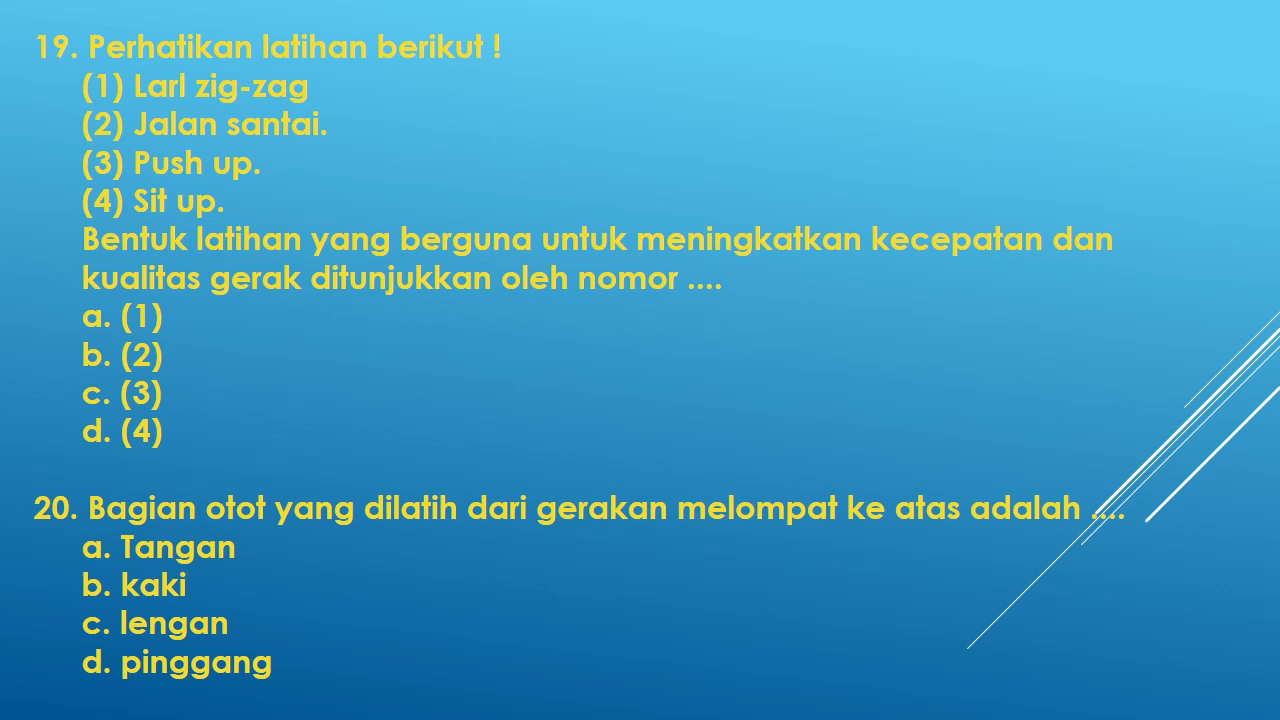 19. Perhatikan latihan berikut !
(1) Larl zig-zag
(2) Jalan santai.
(3) Push up.
(4) Sit up.
Bentuk latihan yang berguna untuk meningkatkan kecepatan dan
kualitas gerak ditunjukkan oleh nomor ....
a. (1)
b. (2)
c. (3)
d. (4)
20. Bagian otot yang dilatih dari gerakan melompat ke atas adalah ....
a. Tangan
b. kaki
c. lengan
d. pinggang